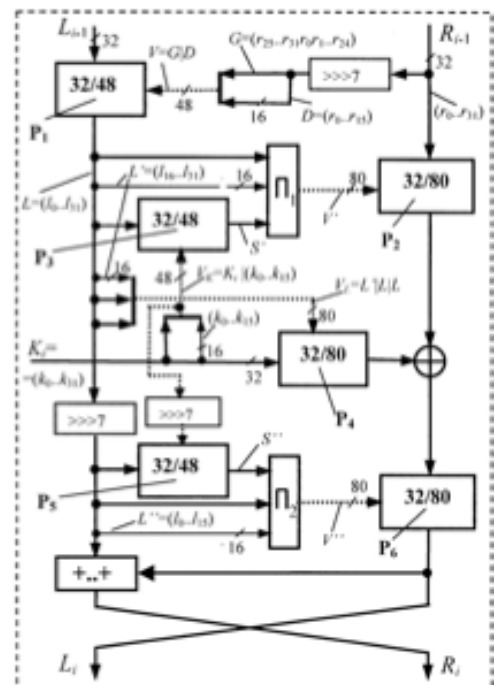 L_{i-1} 32 G=(r_{25}..r_{31}r_0r_1..r_{24}) R_{i-1}
32
V=G|D
32/48 48 >>>7
P_1 16 D=(r_0..r_{15}) (r_0..r_{31})
L'=(l_{16}..l_{31}) 16 80
L=(l_0..l_{31}) 32/48 П_1 V' 32/80
P_3 S' P_2
16 48 V_K=K_i|(k_0..k_{15}) V_L=L'|L|L
(k_0..k_{15}) 80
K_i= 16 32 32/80
=(k_0..k_{31}) P_4
>>>7 >>>7
S''
32/48 80 32/80
P_5 П_2 V'' P_6
L''=(l_0..l_{15}) 16
+..+
L_i R_i